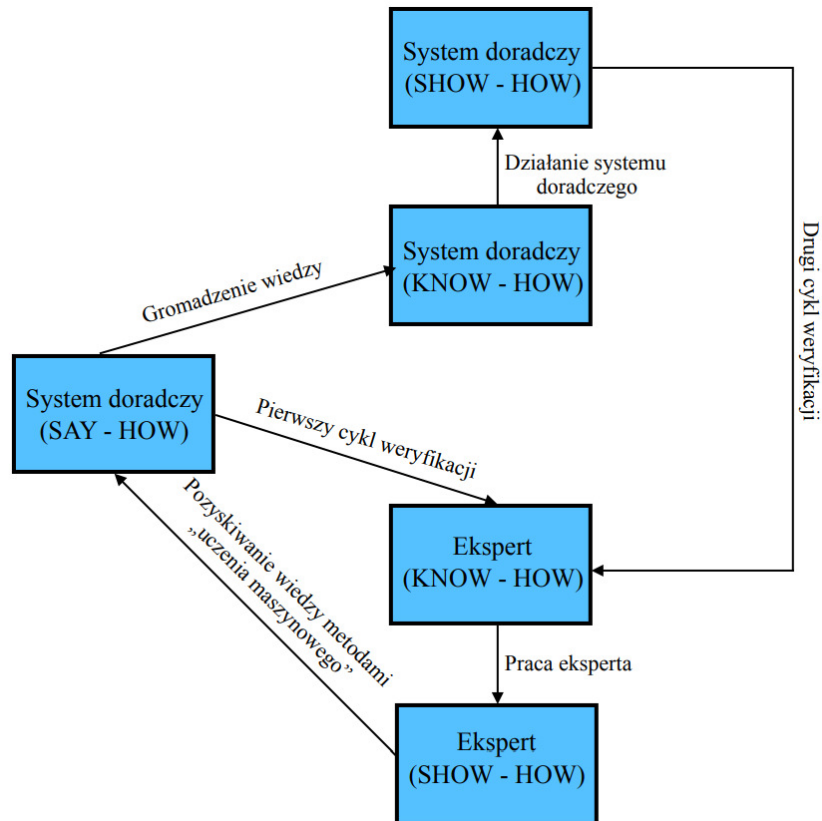 System doradczy
(SHOW - HOW)
Działanie systemu
doradczego
System doradczy
(KNOW - HOW)
Gromadzenie wiedzy
Drugi cykl weryfikacji
System doradczy
(SAY - HOW)
Pierwszy cykl weryfikacji
Pozyskiwanie wiedzy metodami
„uczenia maszynowego”
Ekspert
(KNOW - HOW)
Praca eksperta
Ekspert
(SHOW - HOW)